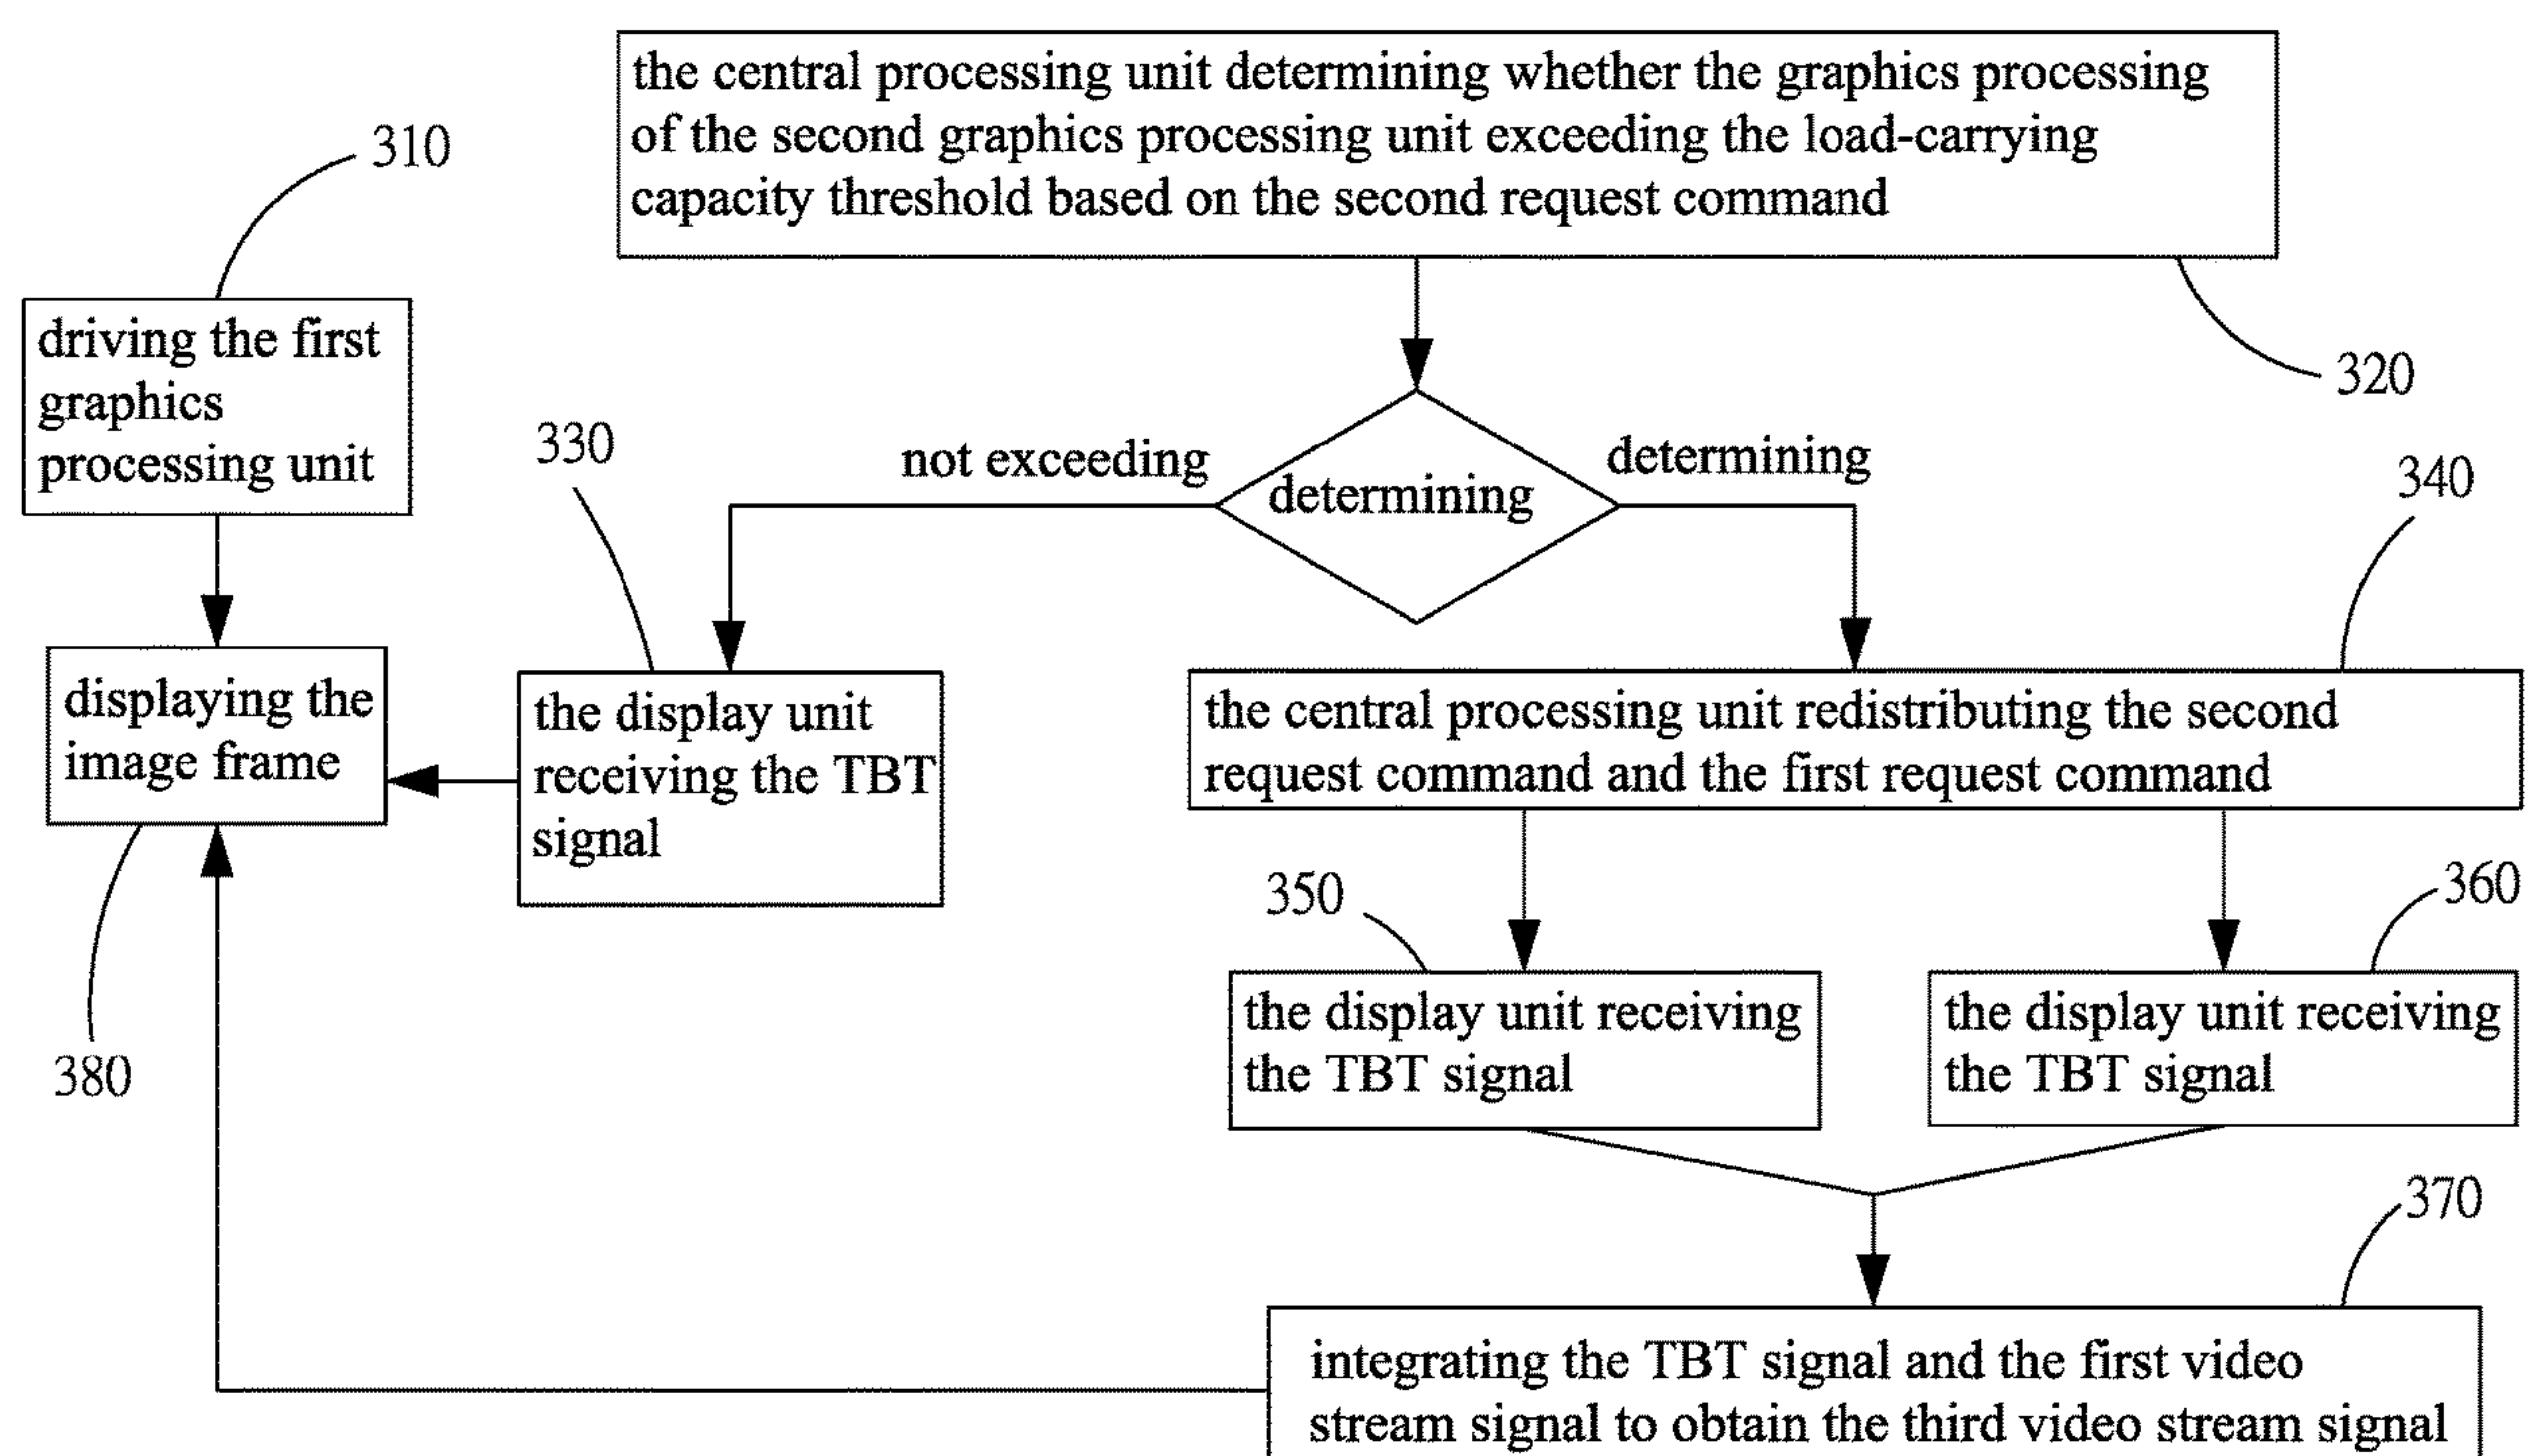 the central processing unit determining whether the graphics processing
of the second graphics processing unit exceeding the load-carrying
capacity threshold based on the second request command
310
320
driving the first
graphics
processing unit
330
not exceeding
determining
determining
340
displaying the
image frame
the display unit
receiving the TBT
signal
the central processing unit redistributing the second
request command and the first request command
350
360
380
the display unit receiving
the TBT signal
the display unit receiving
the TBT signal
370
integrating the TBT signal and the first video
stream signal to obtain the third video stream signal